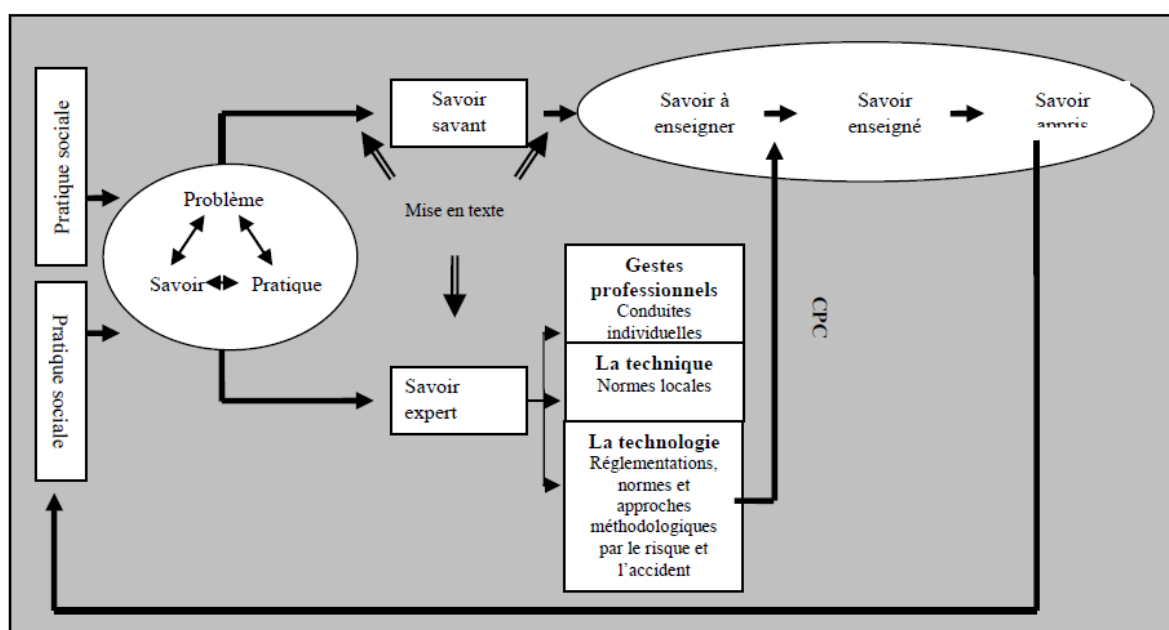 Pratique sociale
Pratique sociale
Problème
Savoir
Pratique
Savoir
savant
Mise en texte
Savoir
expert
Savoir à
enseigner
Savoir
enseigné
Savoir
appris
Gestes
professionnels
Conduites
individuelles
La technique
Normes locales
La technologie
Réglementations,
normes et
approches
méthodologiques
par le risque et
l’accident
CPC